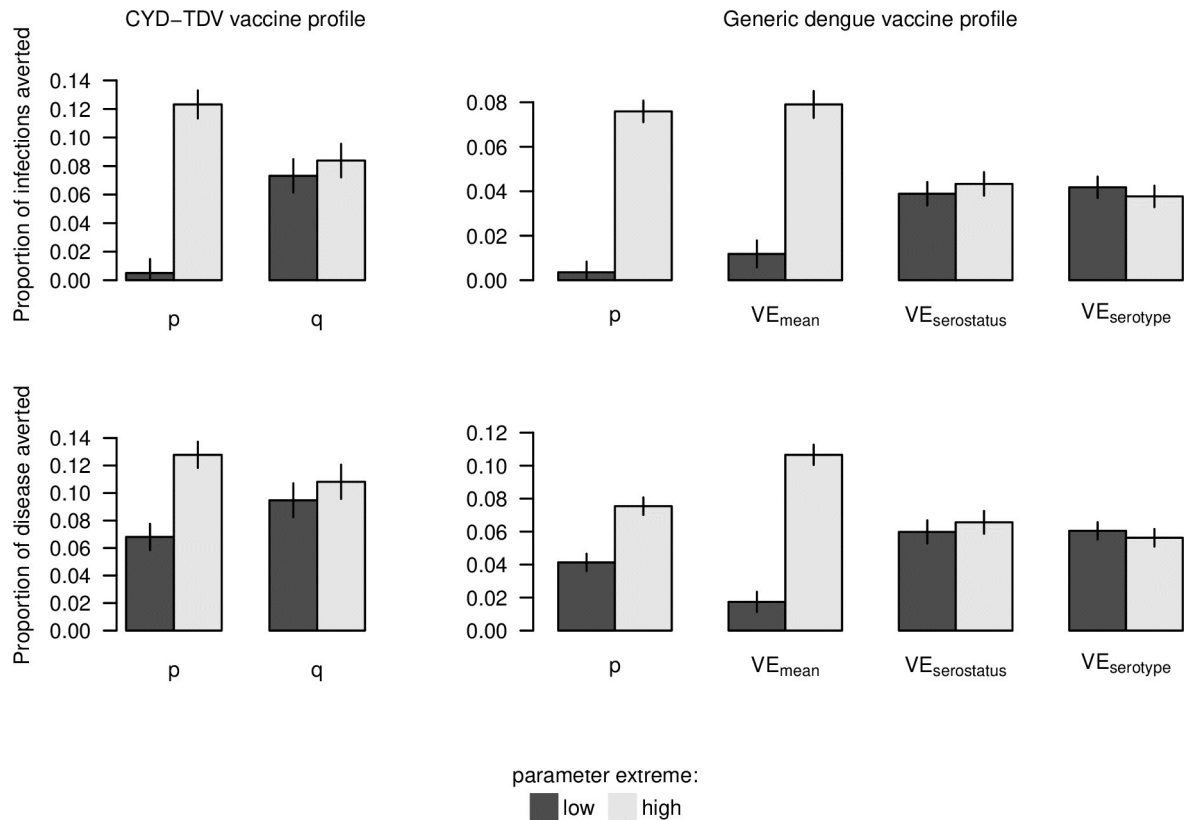 CYD−TDV vaccine profile
Generic dengue vaccine profile
Proportion of infections averted
0.14
0.12
0.10
0.08
0.06
0.04
0.02
0.00
p
q
0.08
0.06
0.04
0.02
0.00
p
VEmean
VEserostatus
VEserotype
Proportion of disease averted
0.14
0.12
0.10
0.08
0.06
0.04
0.02
0.00
p
q
0.12
0.10
0.08
0.06
0.04
0.02
0.00
p
VEmean
VEserostatus
VEserotype
parameter extreme:
low
high